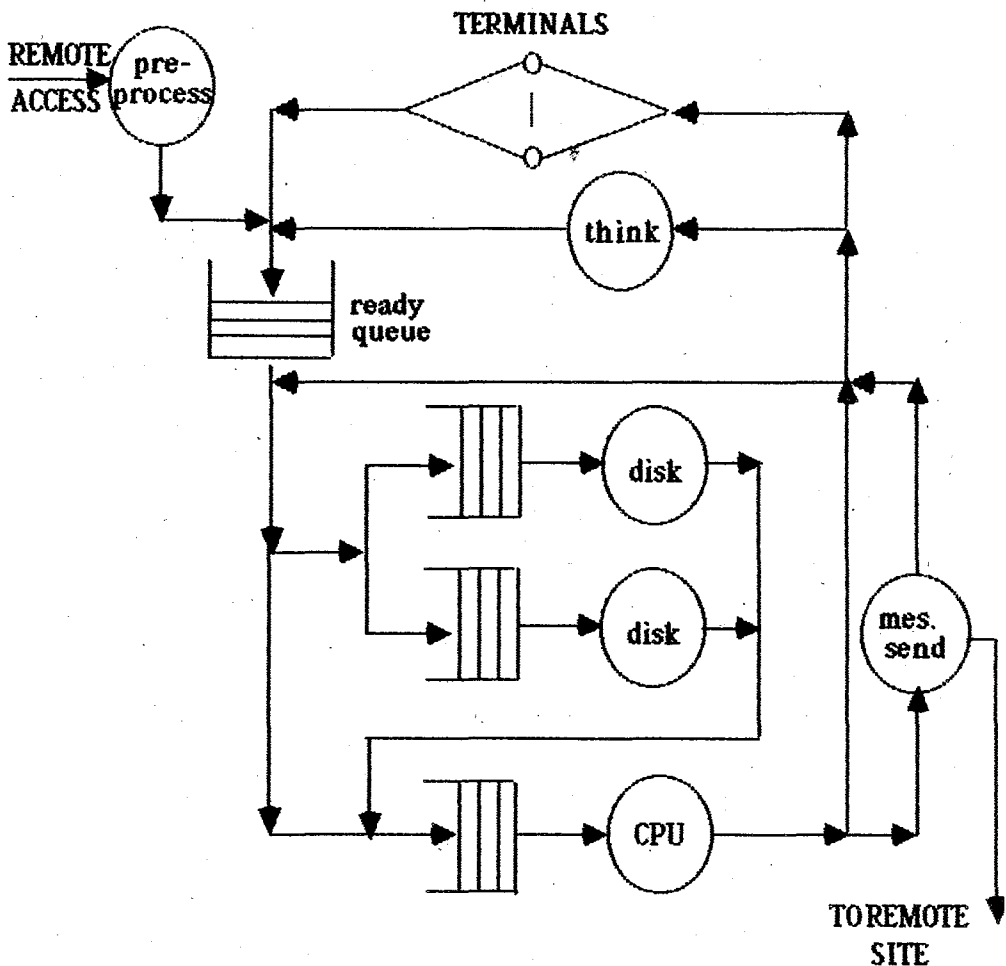 TERMINALS
REMOTE
ACCESS
pre-
process
think
ready
queue
disk
disk
mes.
send
CPU
TO REMOTE
SITE